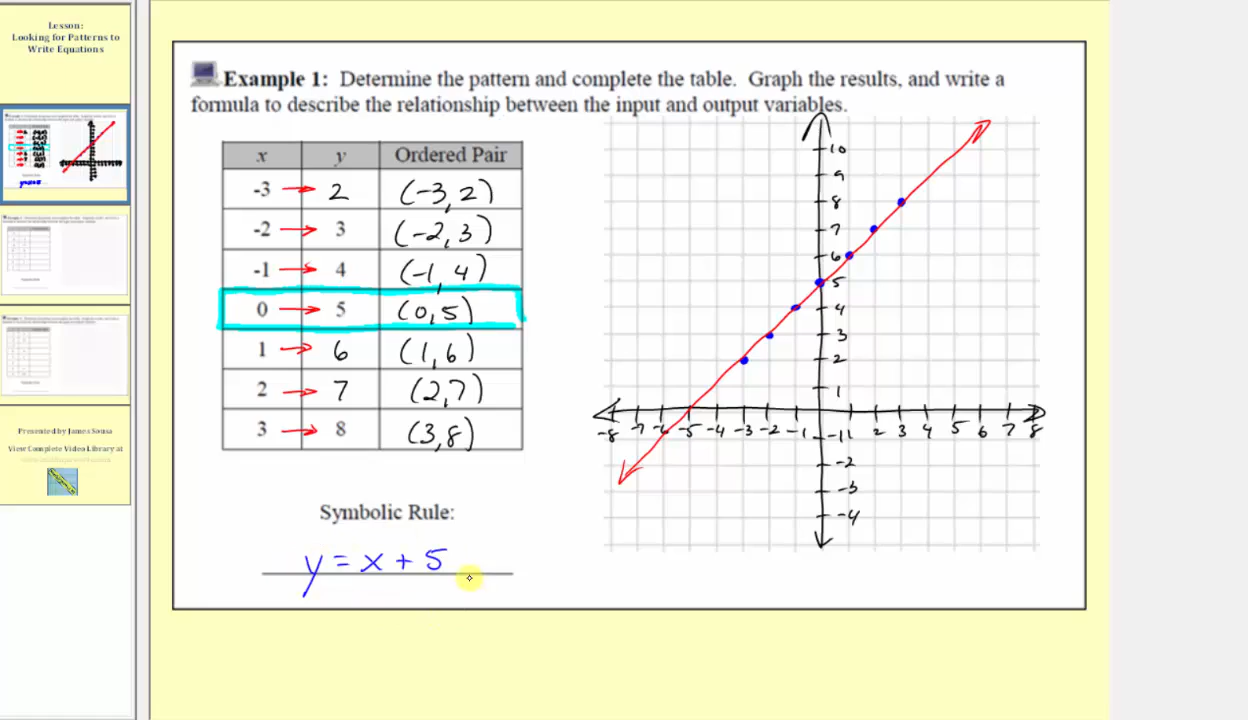 Lesson:
Looking for Patterns to
Write Equations
Presented by James Sousa
View Complete Video Library at
Example 1: Determine the pattern and complete the table. Graph the results, and write a
formula to describe the relationship between the input and output variables.
x y Ordered Pair
-3 → 2 (-3, 2)
-2 → 3 (-2, 3)
-1 → 4 (-1, 4)
0 → 5 (0, 5)
1 → 6 (1, 6)
2 → 7 (2, 7)
3 → 8 (3, 8)
Symbolic Rule:
y = x + 5
10
9
8
7
6
5
4
3
2
1
-8 -7 -6 -5 -4 -3 -2 -1 1 2 3 4 5 6 7 8
-1
-2
-3
-4